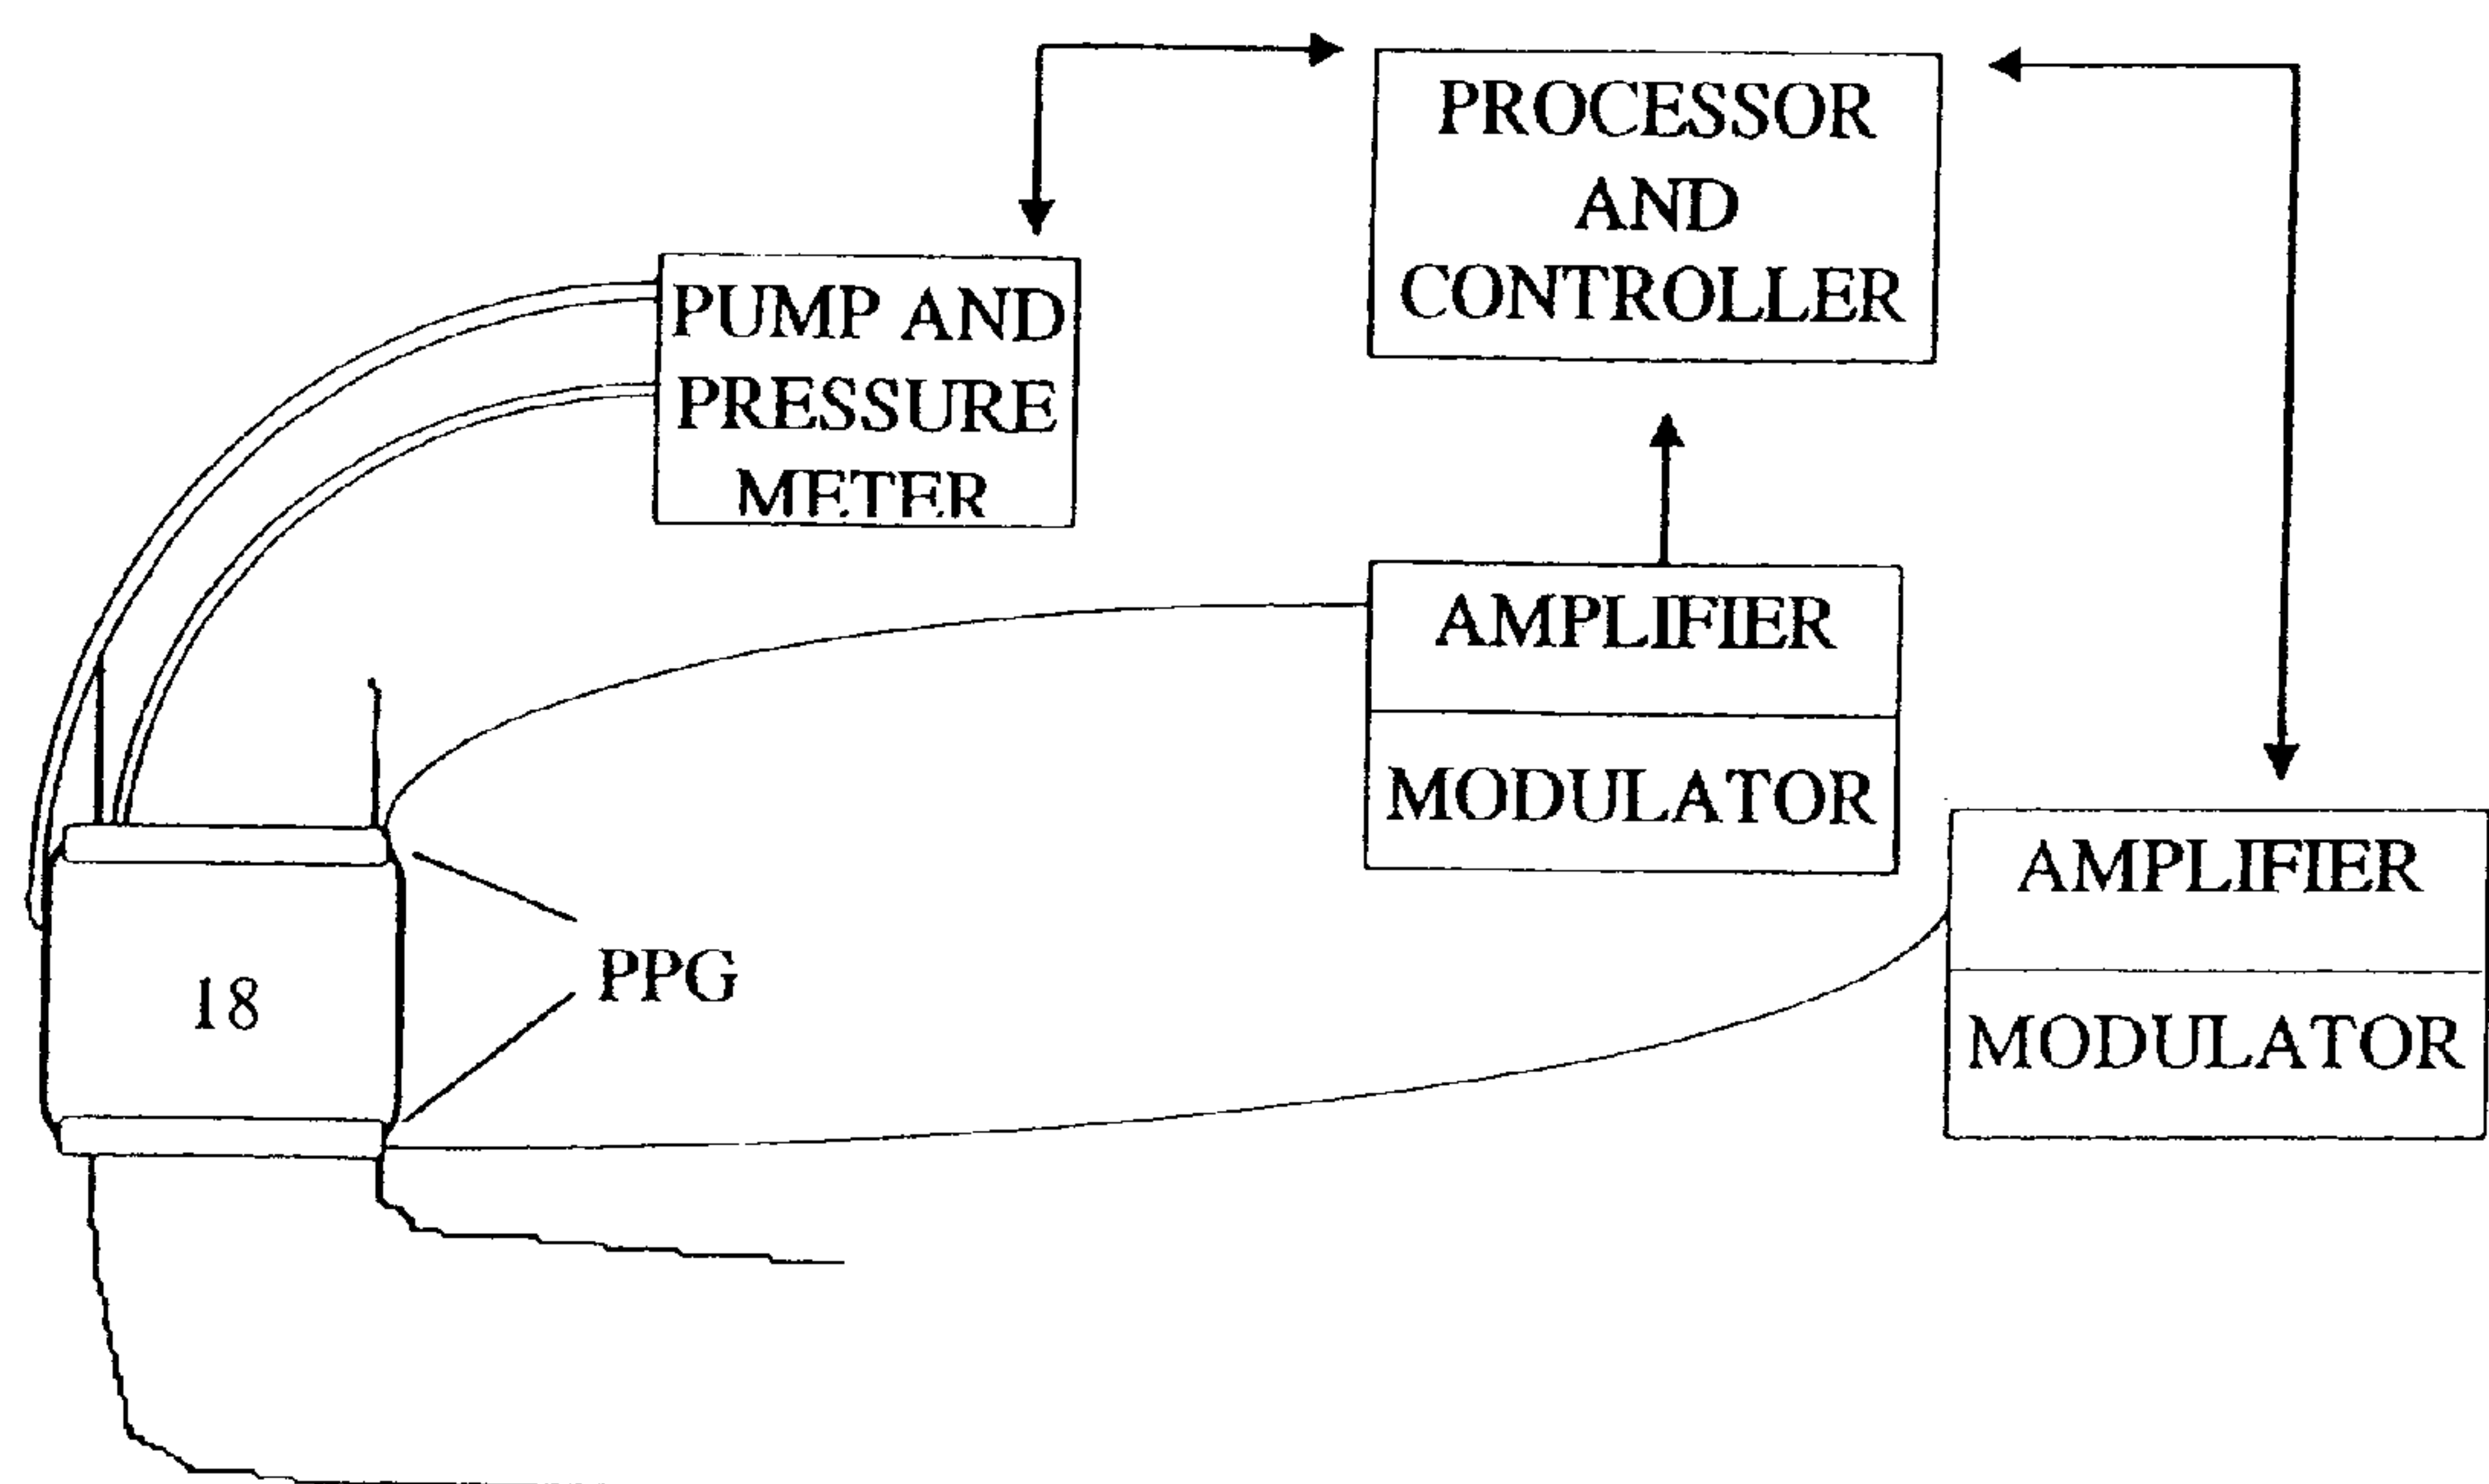 PROCESSOR
AND
CONTROLLER
PUMP AND
PRESSURE
METER
AMPLIFIER
MODULATOR
AMPLIFIER
MODULATOR
PPG
18